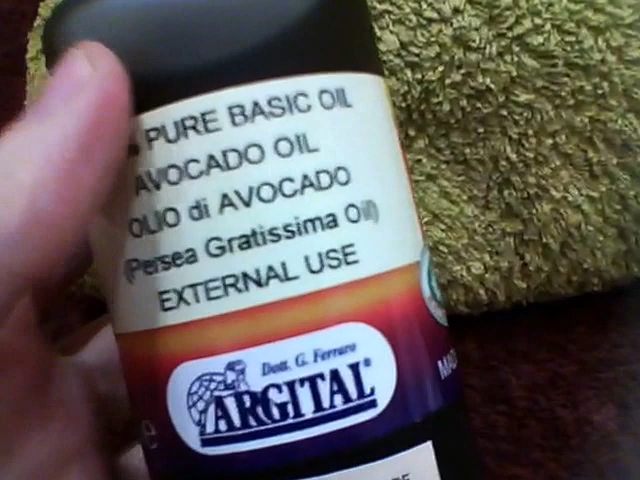 PURE BASIC OIL
AVOCADO OIL
OLIO di AVOCADO
(Persea Gratissima Oil)
EXTERNAL USE
Dott. G. Ferraro
ARGITAL®